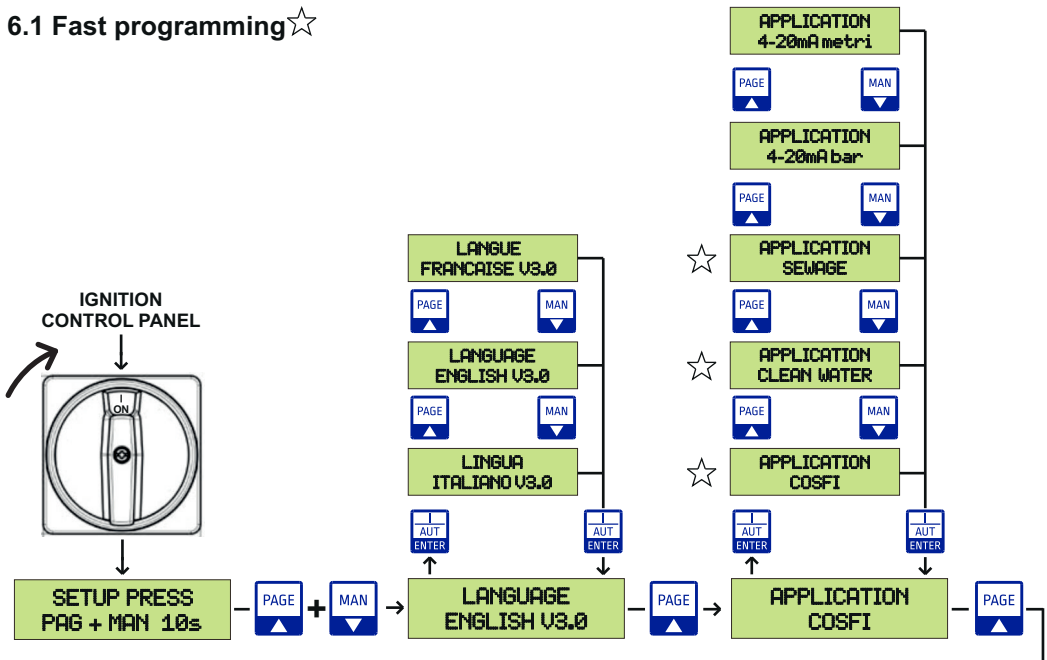 6.1 Fast programming
APPLICATION
4-20mA metri
PAGE
MAN
APPLICATION
4-20mA bar
PAGE
MAN
LANGUE
FRANCAISE V3.0
APPLICATION
SEWAGE
IGNITION
CONTROL PANEL
PAGE
MAN
PAGE
MAN
LANGUAGE
ENGLISH V3.0
APPLICATION
CLEAN WATER
I
ON
PAGE
MAN
PAGE
MAN
LINGUA
ITALIANO V3.0
APPLICATION
COSFI
I
AUT
ENTER
I
AUT
ENTER
I
AUT
ENTER
I
AUT
ENTER
SETUP PRESS
PAG + MAN 10s
PAGE
+
MAN
LANGUAGE
ENGLISH V3.0
PAGE
APPLICATION
COSFI
PAGE